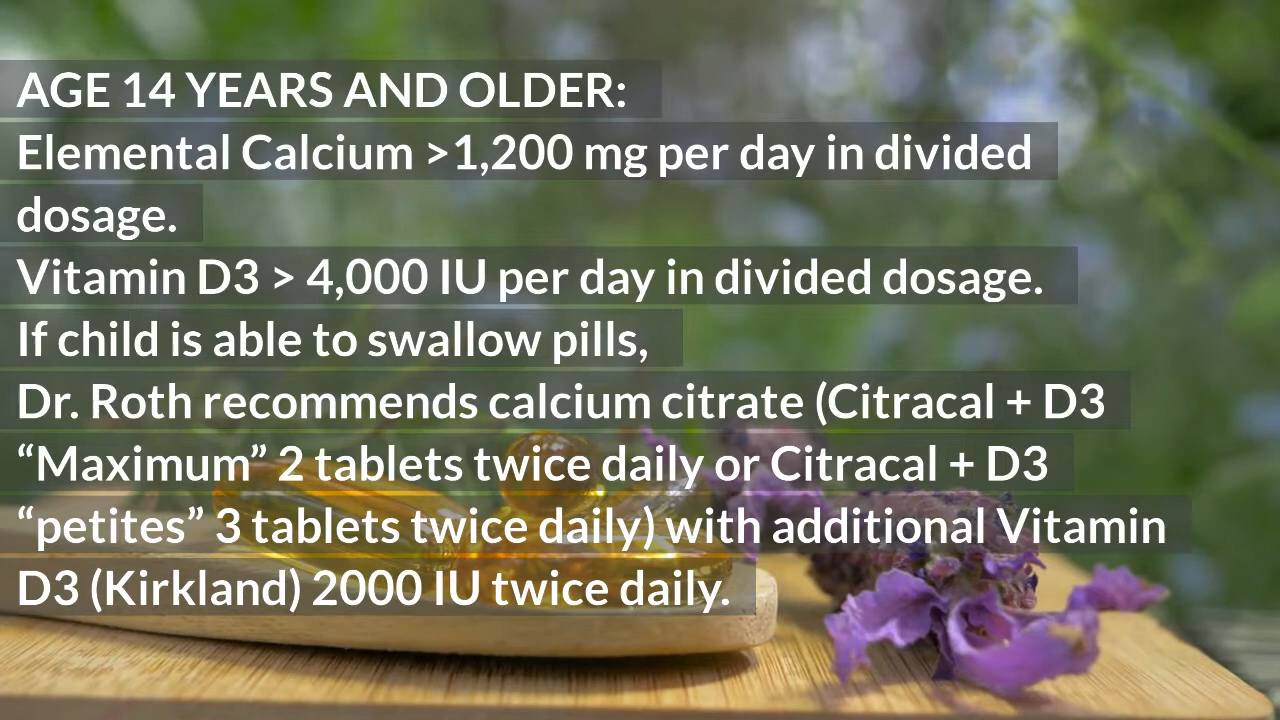 AGE 14 YEARS AND OLDER:
Elemental Calcium >1,200 mg per day in divided
dosage.
Vitamin D3 > 4,000 IU per day in divided dosage.
If child is able to swallow pills,
Dr. Roth recommends calcium citrate (Citracal + D3
“Maximum” 2 tablets twice daily or Citracal + D3
“petites” 3 tablets twice daily) with additional Vitamin
D3 (Kirkland) 2000 IU twice daily.